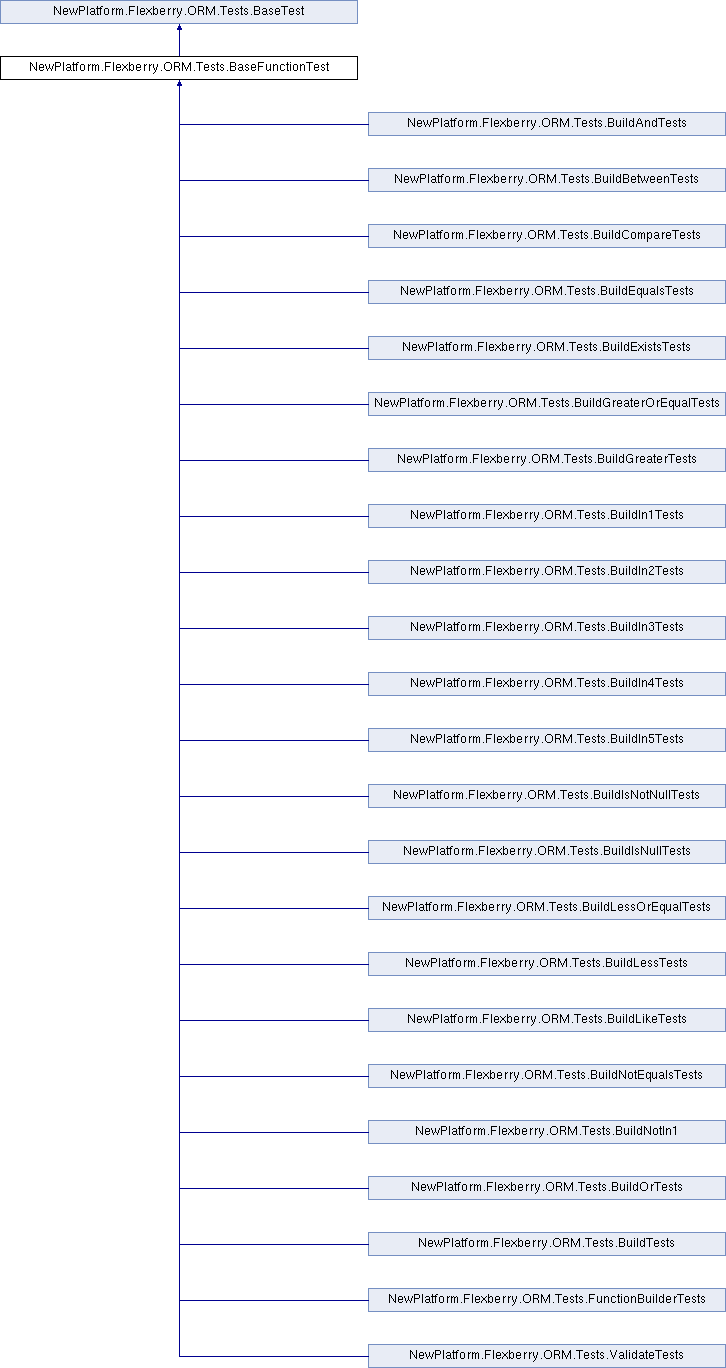 NewPlatform.Flexberry.ORM.Tests.BaseTest
NewPlatform.Flexberry.ORM.Tests.BaseFunctionTest
NewPlatform.Flexberry.ORM.Tests.BuildAndTests
NewPlatform.Flexberry.ORM.Tests.BuildBetweenTests
NewPlatform.Flexberry.ORM.Tests.BuildCompareTests
NewPlatform.Flexberry.ORM.Tests.BuildEqualsTests
NewPlatform.Flexberry.ORM.Tests.BuildExistsTests
NewPlatform.Flexberry.ORM.Tests.BuildGreaterOrEqualTests
NewPlatform.Flexberry.ORM.Tests.BuildGreaterTests
NewPlatform.Flexberry.ORM.Tests.BuildIn1Tests
NewPlatform.Flexberry.ORM.Tests.BuildIn2Tests
NewPlatform.Flexberry.ORM.Tests.BuildIn3Tests
NewPlatform.Flexberry.ORM.Tests.BuildIn4Tests
NewPlatform.Flexberry.ORM.Tests.BuildIn5Tests
NewPlatform.Flexberry.ORM.Tests.BuildIsNotNullTests
NewPlatform.Flexberry.ORM.Tests.BuildIsNullTests
NewPlatform.Flexberry.ORM.Tests.BuildLessOrEqualTests
NewPlatform.Flexberry.ORM.Tests.BuildLessTests
NewPlatform.Flexberry.ORM.Tests.BuildLikeTests
NewPlatform.Flexberry.ORM.Tests.BuildNotEqualsTests
NewPlatform.Flexberry.ORM.Tests.BuildNotIn1
NewPlatform.Flexberry.ORM.Tests.BuildOrTests
NewPlatform.Flexberry.ORM.Tests.BuildTests
NewPlatform.Flexberry.ORM.Tests.FunctionBuilderTests
NewPlatform.Flexberry.ORM.Tests.ValidateTests